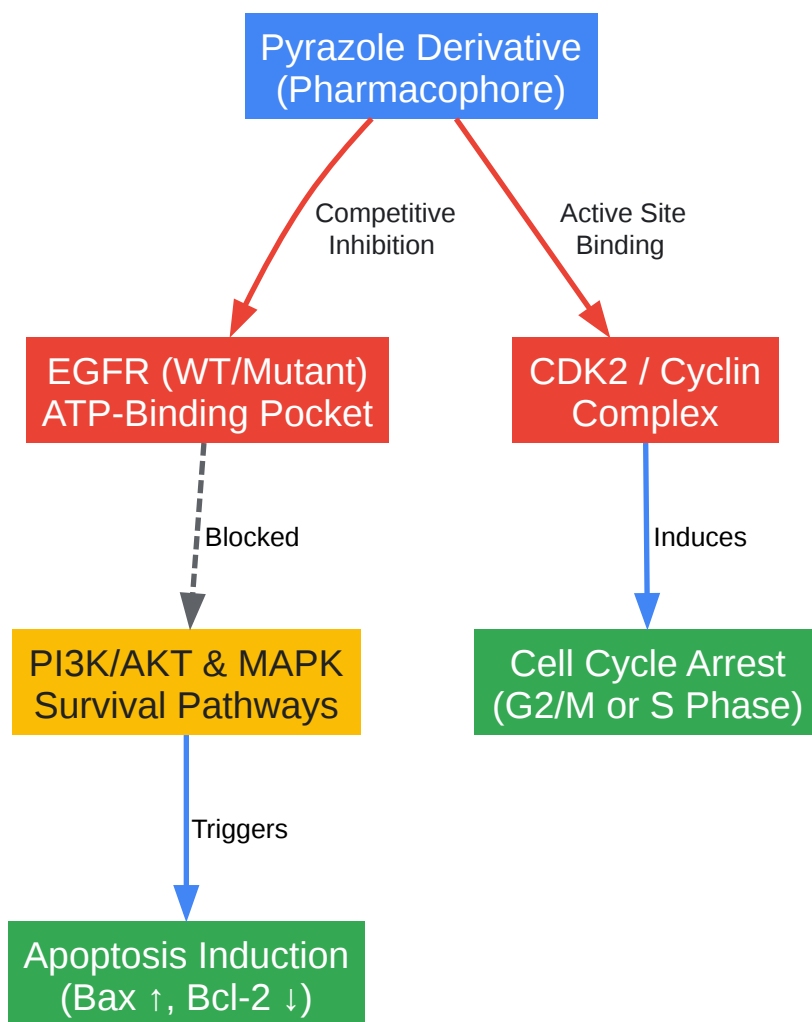 Pyrazole Derivative
(Pharmacophore)
Competitive
Inhibition
Active Site
Binding
EGFR (WT/Mutant)
ATP-Binding Pocket
CDK2 / Cyclin
Complex
Blocked
Induces
PI3K/AKT & MAPK
Survival Pathways
Cell Cycle Arrest
(G2/M or S Phase)
Triggers
Apoptosis Induction
(Bax ↑, Bcl-2 ↓)